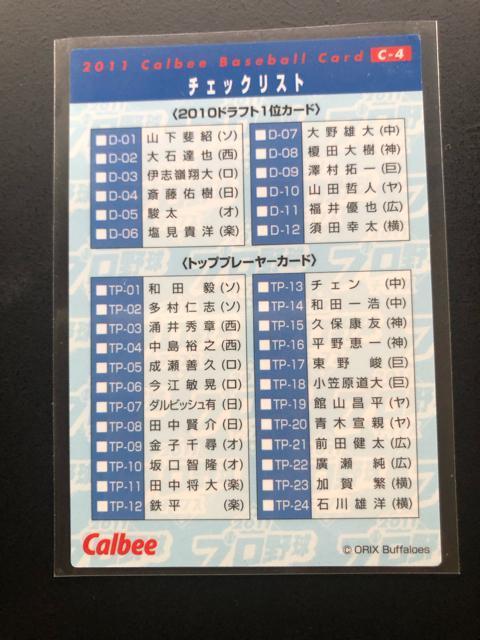 2011 Calbee Baseball Card C-4
チェックリスト
〈2010ドラフト1位カード〉
D-01 山下斐紹(ソ)
D-02 大石達也(西)
D-03 伊志嶺翔大(ロ)
D-04 斎藤佑樹(日)
D-05 駿太(オ)
D-06 塩見貴洋(楽)
D-07 大野雄大(中)
D-08 榎田大樹(神)
D-09 澤村拓一(巨)
D-10 山田哲人(ヤ)
D-11 福井優也(広)
D-12 須田幸太(横)
〈トッププレーヤーカード〉
TP-01 和田毅(ソ)
TP-02 多村仁志(ソ)
TP-03 涌井秀章(西)
TP-04 中島裕之(西)
TP-05 成瀬善久(ロ)
TP-06 今江敏晃(ロ)
TP-07 ダルビッシュ有(日)
TP-08 田中賢介(日)
TP-09 金子千尋(オ)
TP-10 坂口智隆(オ)
TP-11 田中将大(楽)
TP-12 鉄平(楽)
TP-13 チェン(中)
TP-14 和田一浩(中)
TP-15 久保康友(神)
TP-16 平野恵一(神)
TP-17 東野峻(巨)
TP-18 小笠原道大(巨)
TP-19 館山昌平(ヤ)
TP-20 青木宣親(ヤ)
TP-21 前田健太(広)
TP-22 廣瀬純(広)
TP-23 加賀繁(横)
TP-24 石川雄洋(横)
Calbee
© ORIX Buffaloes